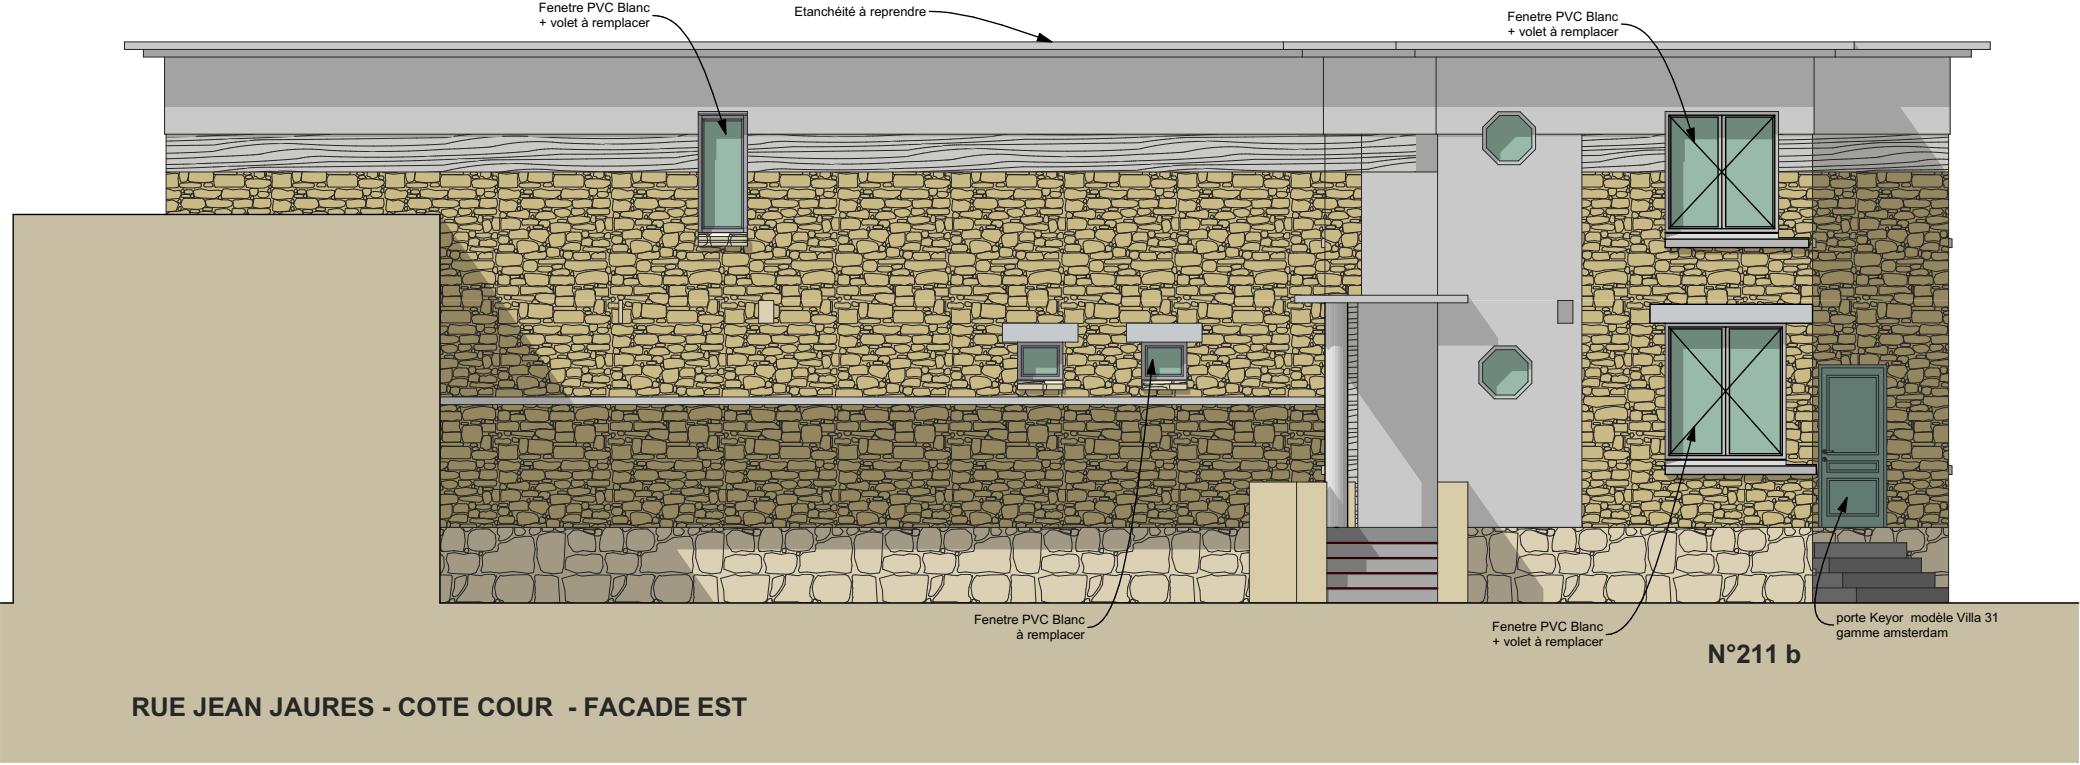 Fenetre PVC Blanc
+ volet à remplacer
Etanchéité à reprendre
Fenetre PVC Blanc
+ volet à remplacer
Fenetre PVC Blanc
à remplacer
Fenetre PVC Blanc
+ volet à remplacer
porte Keyor modèle Villa 31
gamme amsterdam
N°211 b
RUE JEAN JAURES - COTE COUR - FACADE EST